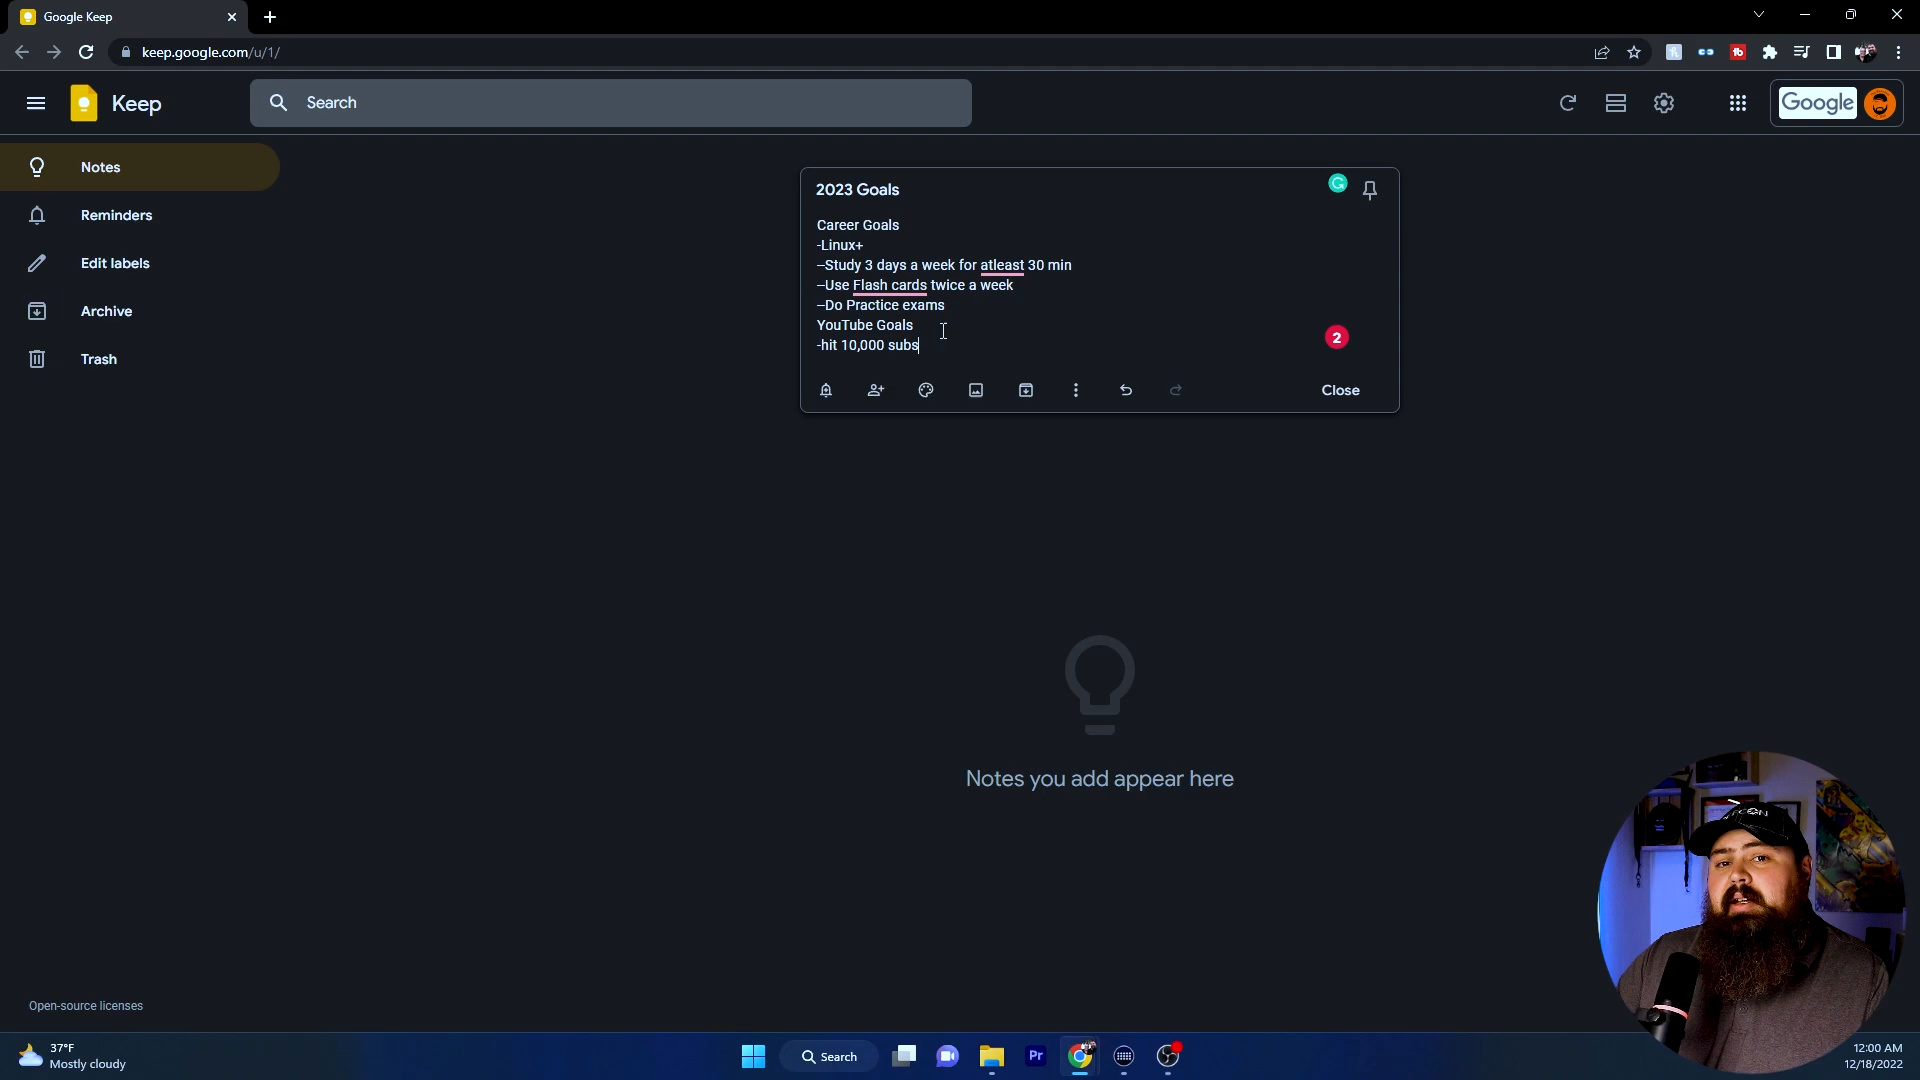 Google Keep
keep.google.com/u/1/
Keep
Search
Google
Notes
Reminders
Edit labels
Archive
Trash
2023 Goals
Career Goals
-Linux+
--Study 3 days a week for atleast 30 min
--Use Flash cards twice a week
--Do Practice exams
YouTube Goals
-hit 10,000 subs
2
Close
Notes you add appear here
Open-source licenses
37°F
Mostly cloudy
Search
Pr
12:00 AM
12/18/2022